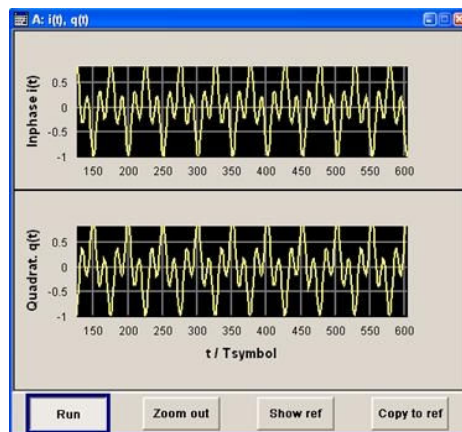 A: i(t), q(t)
Inphase i(t)
0.5
0
-0.5
-1
150 200 250 300 350 400 450 500 550 600
Quadrat. q(t)
0.5
0
-0.5
-1
150 200 250 300 350 400 450 500 550 600
t / Tsymbol
Run Zoom out Show ref Copy to ref